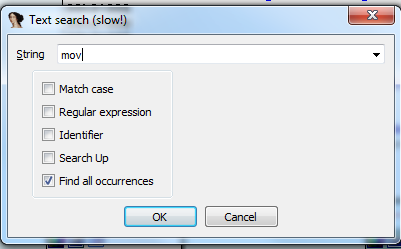 Text search (slow!)
String mov
Match case
Regular expression
Identifier
Search Up
Find all occurrences
OK Cancel